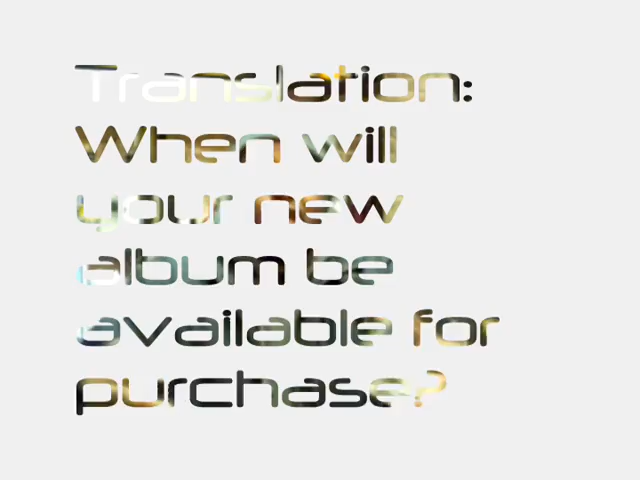 Translation:
When will
your new
album be
available for
purchase?